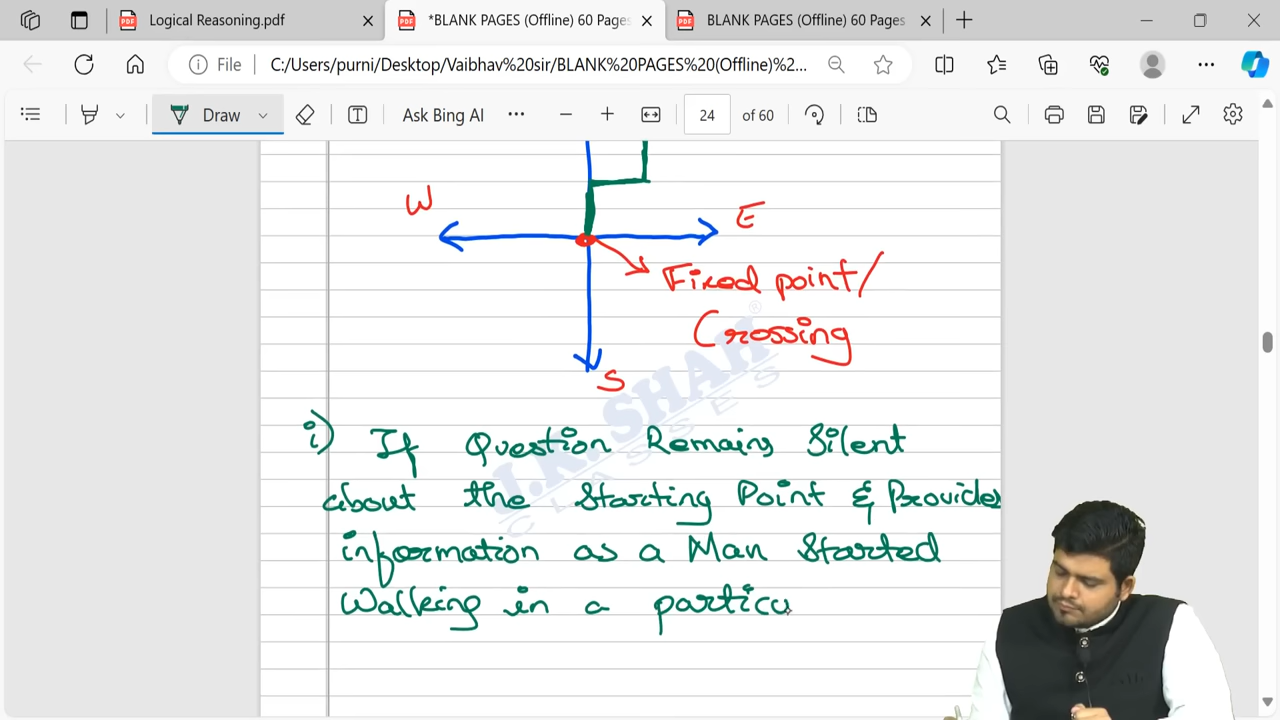 Logical Reasoning.pdf
*BLANK PAGES (Offline) 60 Pages
BLANK PAGES (Offline) 60 Pages
File
C:/Users/purni/Desktop/Vaibhav%20sir/BLANK%20PAGES%20(Offline)%2...
Draw
Ask Bing AI
24
of 60
W
E
Fixed point/
Crossing
S
J.K. SHAH®
CLASSES
i) If Question Remains Silent
about the Starting Point & Provides
information as a Man Started
Walking in a particu